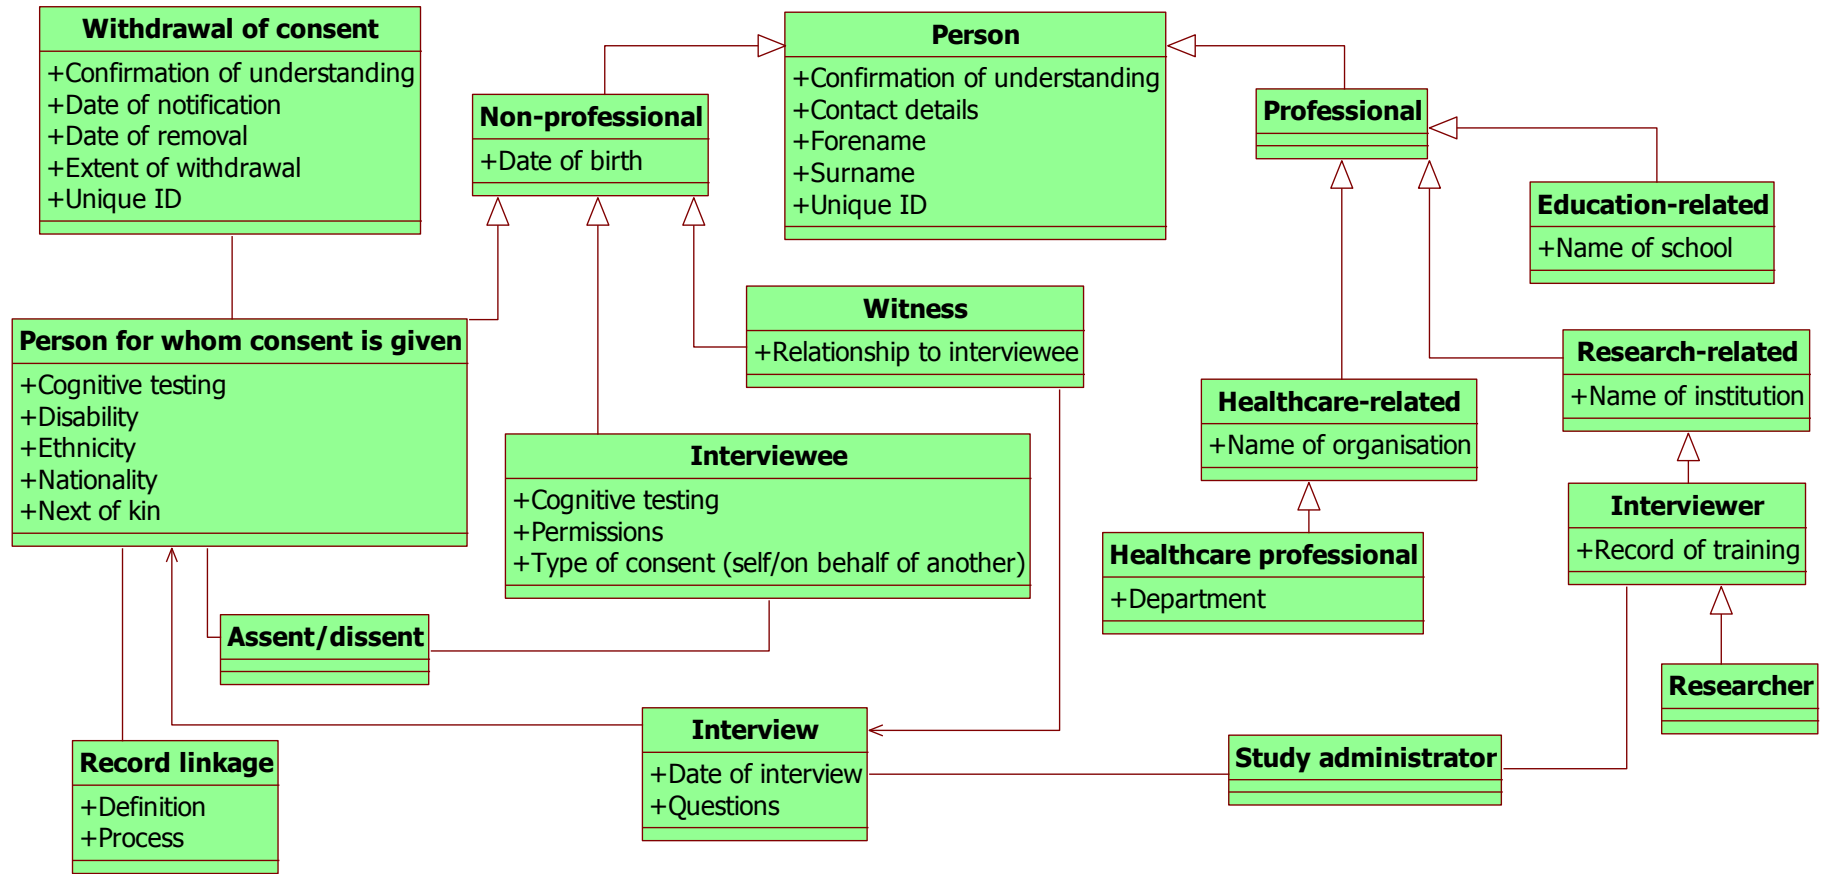 Withdrawal of consent
+Confirmation of understanding
+Date of notification
+Date of removal
+Extent of withdrawal
+Unique ID
Non-professional
+Date of birth
Person
+Confirmation of understanding
+Contact details
+Forename
+Surname
+Unique ID
Professional
Education-related
+Name of school
Person for whom consent is given
+Cognitive testing
+Disability
+Ethnicity
+Nationality
+Next of kin
Witness
+Relationship to interviewee
Interviewee
+Cognitive testing
+Permissions
+Type of consent (self/on behalf of another)
Healthcare-related
+Name of organisation
Research-related
+Name of institution
Healthcare professional
+Department
Interviewer
+Record of training
Assent/dissent
Researcher
Record linkage
+Definition
+Process
Interview
+Date of interview
+Questions
Study administrator